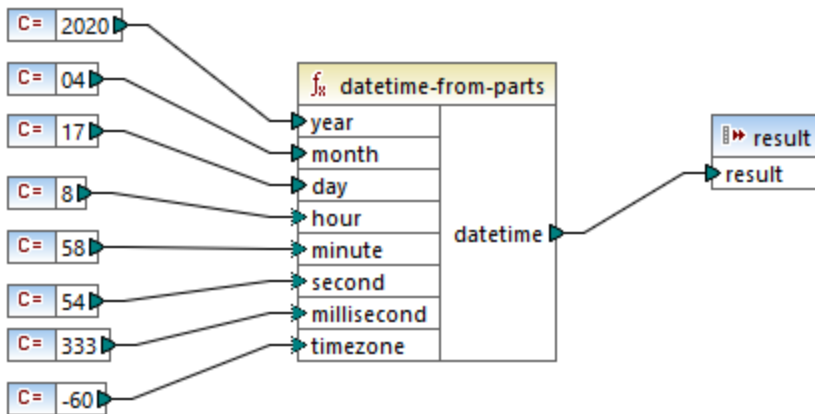 C= 2020
C= 04
C= 17
C= 8
C= 58
C= 54
C= 333
C= -60
fx datetime-from-parts
year
month
day
hour
minute
second
millisecond
timezone
datetime
result
result